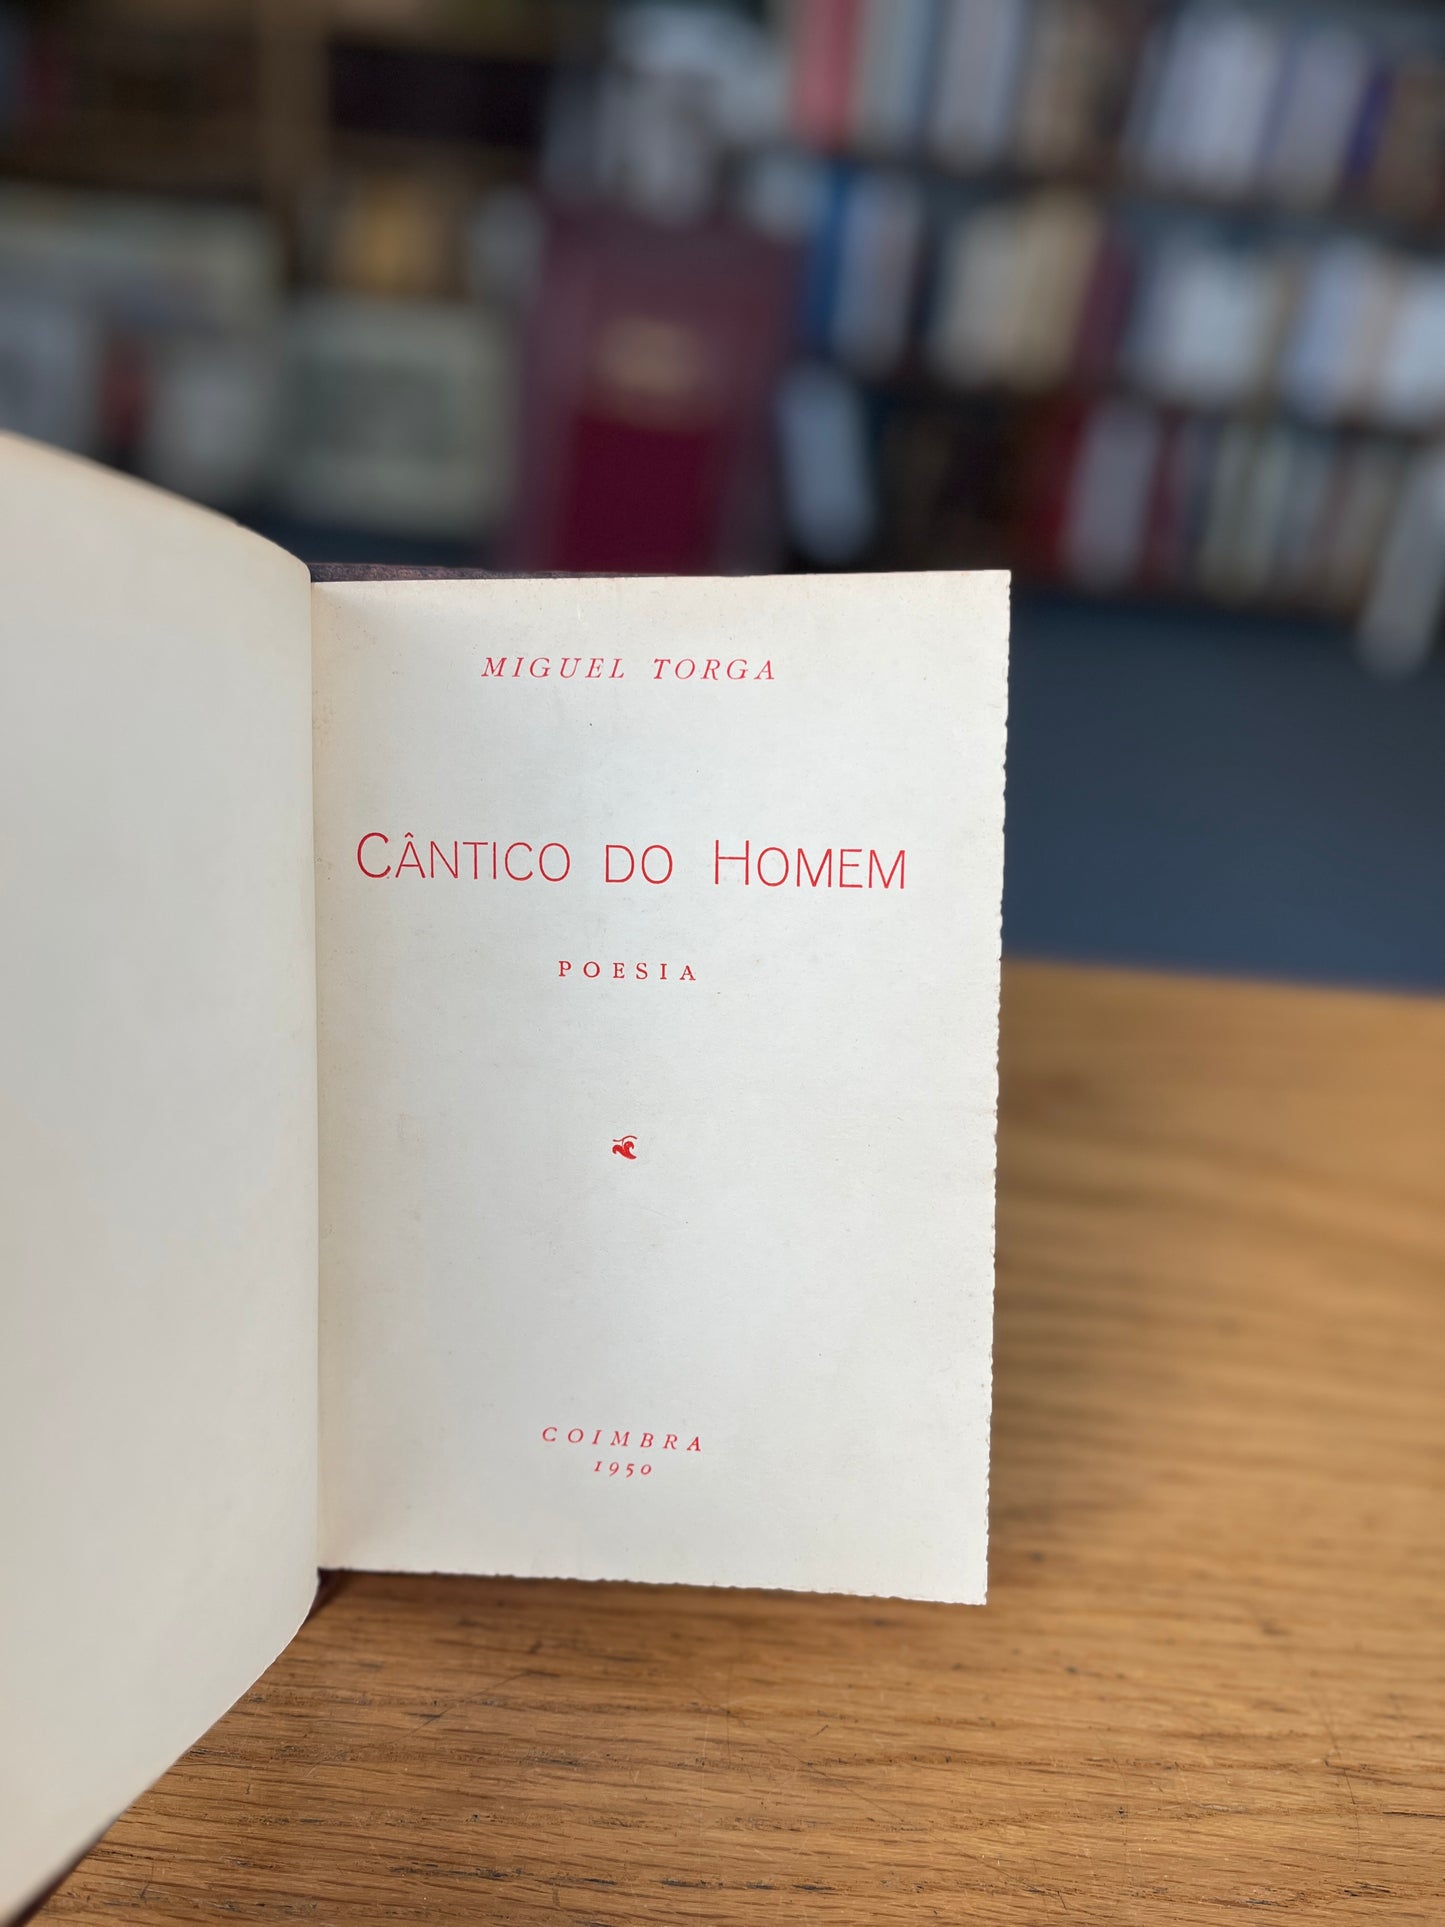 MIGUEL TORGA
CÂNTICO DO HOMEM
POESIA
COIMBRA
1950